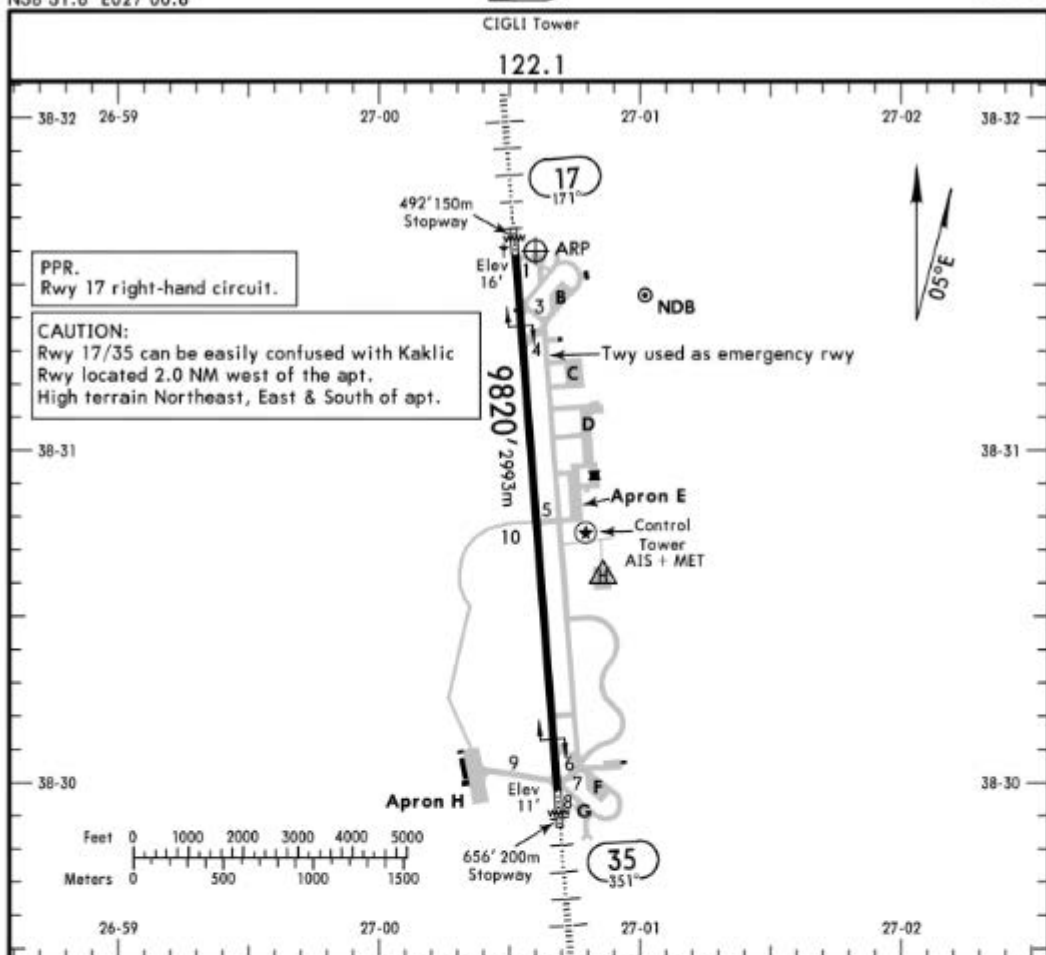 N38 31.6 E027 00.6
CIGLI Tower
122.1
38-32 26-59 27-00 27-01 27-02 38-32
17
171°
492' 150m
Stopway
ARP
Elev
16'
1
PPR.
Rwy 17 right-hand circuit.
B
3
NDB
05°E
CAUTION:
Rwy 17/35 can be easily confused with Kaklic
Rwy located 2.0 NM west of the apt.
High terrain Northeast, East & South of apt.
4
Twy used as emergency rwy
C
9820' 2993m
D
38-31 38-31
Apron E
5
10
Control
Tower
AIS + MET
H
6
9
7
38-30 38-30
Elev
11'
F
8
G
Apron H
Feet 0 1000 2000 3000 4000 5000
Meters 0 500 1000 1500
656' 200m
Stopway
35
351°
26-59 27-00 27-01 27-02